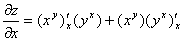 ∂z/∂x = (x^y)'_x (y^x) + (x^y)(y^x)'_x